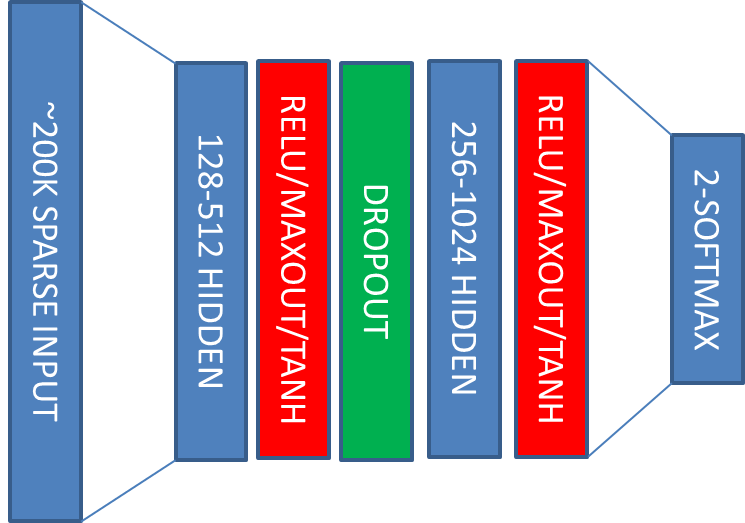 ~200K SPARSE INPUT
128-512 HIDDEN
RELU/MAXOUT/TANH
DROPOUT
256-1024 HIDDEN
RELU/MAXOUT/TANH
2-SOFTMAX